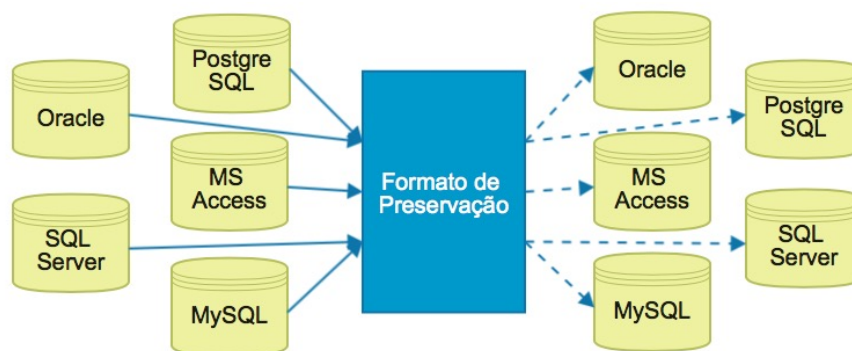 Postgre
SQL
Oracle
MS
Access
SQL
Server
MySQL
Formato de
Preservação
Oracle
Postgre
SQL
MS
Access
SQL
Server
MySQL